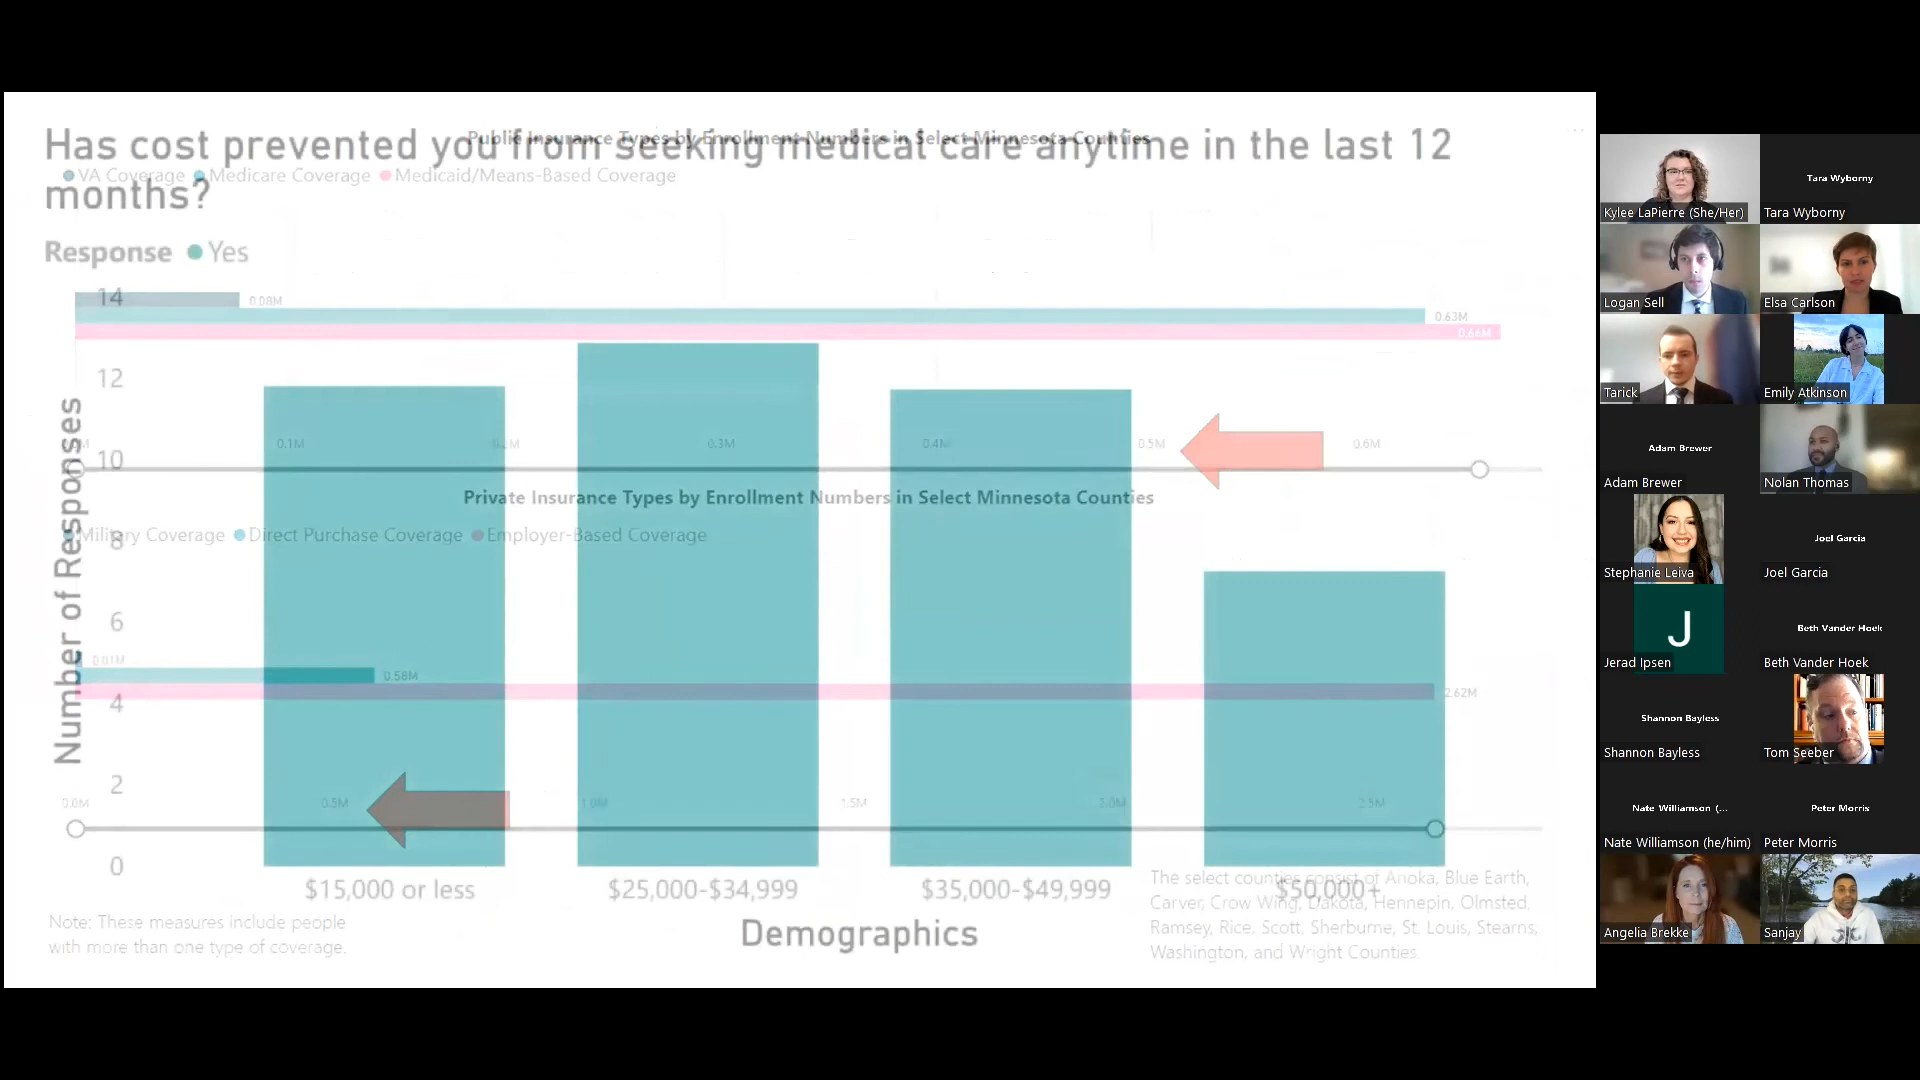 Has cost prevented you from seeking medical care anytime in the last 12
months?
Public Insurance Types by Enrollment Numbers in Select Minnesota Counties
VA Coverage Medicare Coverage Medicaid/Means-Based Coverage
Response Yes
14
12
10
8
6
4
2
0
Number of Responses
0.08M
0.63M
0.66M
0.1M 0.2M 0.3M 0.4M 0.5M 0.6M
Private Insurance Types by Enrollment Numbers in Select Minnesota Counties
Military Coverage Direct Purchase Coverage Employer-Based Coverage
0.01M
0.58M
2.62M
0.0M 0.5M 1.0M 1.5M 2.0M 2.5M
$15,000 or less $25,000-$34,999 $35,000-$49,999 $50,000+
Demographics
Note: These measures include people
with more than one type of coverage.
The select counties consist of Anoka, Blue Earth,
Carver, Crow Wing, Dakota, Hennepin, Olmsted,
Ramsey, Rice, Scott, Sherburne, St. Louis, Stearns,
Washington, and Wright Counties.
Kylee LaPierre (She/Her)
Tara Wyborny
Tara Wyborny
Logan Sell
Elsa Carlson
Tarick
Emily Atkinson
Adam Brewer
Adam Brewer
Nolan Thomas
Stephanie Leiva
Joel Garcia
Joel Garcia
J
Jerad Ipsen
Beth Vander Hoek
Beth Vander Hoek
Shannon Bayless
Shannon Bayless
Tom Seeber
Nate Williamson (...
Nate Williamson (he/him)
Peter Morris
Peter Morris
Angelia Brekke
Sanjay